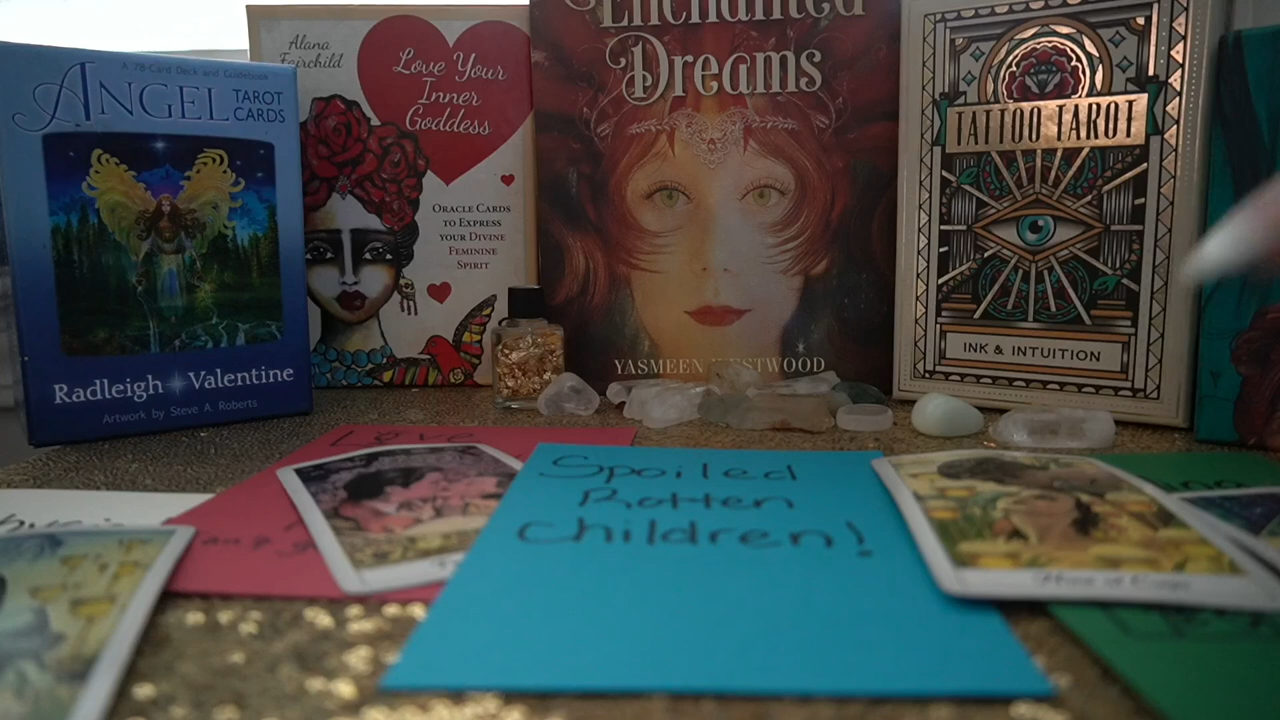 A 78-Card Deck and Guidebook
ANGEL TAROT CARDS
Radleigh Valentine
Artwork by Steve A. Roberts
Alana Fairchild
Love Your
Inner
Goddess
ORACLE CARDS
TO EXPRESS
YOUR DIVINE
FEMININE
SPIRIT
Enchanted
Dreams
YASMEEN WESTWOOD
TATTOO TAROT
INK & INTUITION
Love
Spoiled
Rotten
Children!